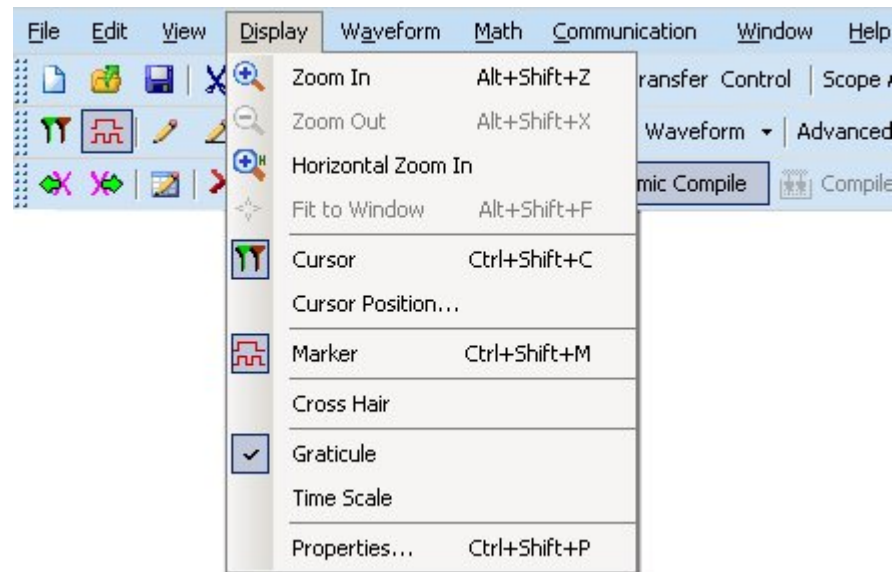 File Edit View Display Waveform Math Communication Window Help
Zoom In Alt+Shift+Z
ransfer Control Scope
Zoom Out Alt+Shift+X
Waveform Advanced
Horizontal Zoom In
mic Compile Compile
Fit to Window Alt+Shift+F
Cursor Ctrl+Shift+C
Cursor Position...
Marker Ctrl+Shift+M
Cross Hair
Graticule
Time Scale
Properties... Ctrl+Shift+P